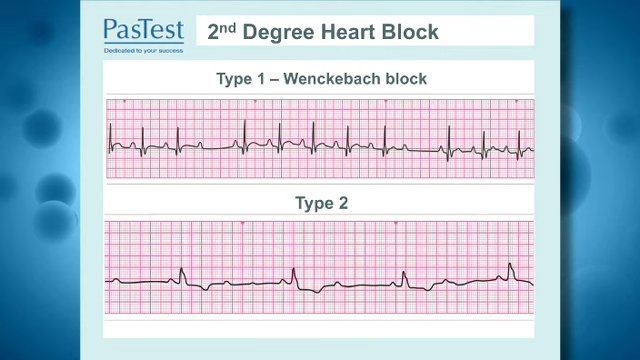 PasTest
Dedicated to your success
2nd Degree Heart Block
Type 1 – Wenckebach block
Type 2